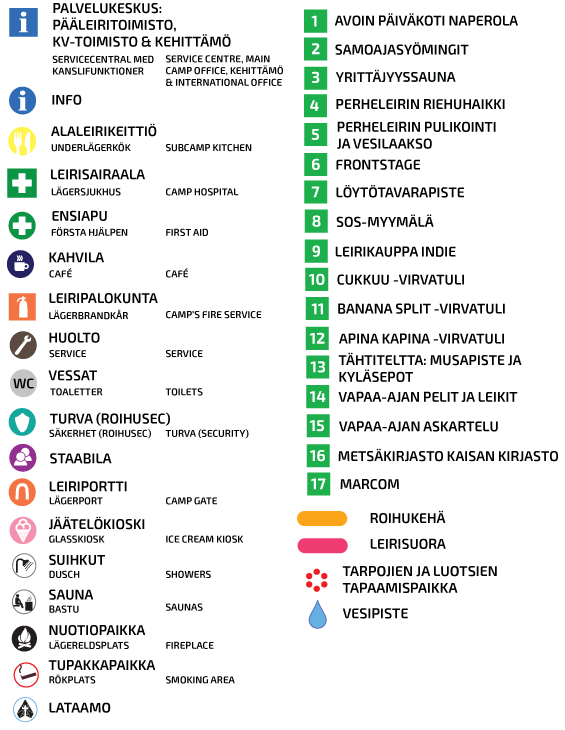 PALVELUKESKUS:
PÄÄLEIRITOIMISTO,
KV-TOIMISTO & KEHITTÄMÖ
SERVICECENTRAL MED
KANSLIFUNKTIONER
SERVICE CENTRE, MAIN
CAMP OFFICE, KEHITTÄMÖ
& INTERNATIONAL OFFICE
INFO
ALALEIRIKEITTIÖ
UNDERLÄGERKÖK
SUBCAMP KITCHEN
LEIRISAIRAALA
LÄGERSJUKHUS
CAMP HOSPITAL
ENSIAPU
FÖRSTA HJÄLPEN
FIRST AID
KAHVILA
CAFÉ
CAFÉ
LEIRIPALOKUNTA
LÄGERBRANDKÅR
CAMP'S FIRE SERVICE
HUOLTO
SERVICE
SERVICE
WC
VESSAT
TOALETTER
TOILETS
TURVA (ROIHUSEC)
SÄKERHET (ROIHUSEC)
TURVA (SECURITY)
STAABILA
LEIRIPORTTI
LÄGERPORT
CAMP GATE
JÄÄTELÖKIOSKI
GLASSKIOSK
ICE CREAM KIOSK
SUIHKUT
DUSCH
SHOWERS
SAUNA
BASTU
SAUNAS
NUOTIOPAIKKA
LÄGERELDSPLATS
FIREPLACE
TUPAKKAPAIKKA
RÖKPLATS
SMOKING AREA
LATAAMO
1 AVOIN PÄIVÄKOTI NAPEROLA
2 SAMOAJASYÖMINGIT
3 YRITTÄJYYSSAUNA
4 PERHELEIRIN RIEHUHAIKKI
5 PERHELEIRIN PULIKOINTI
JA VESILAAKSO
6 FRONTSTAGE
7 LÖYTÖTAVARAPISTE
8 SOS-MYYMÄLÄ
9 LEIRIKAUPPA INDIE
10 CUKKUU -VIRVATULI
11 BANANA SPLIT -VIRVATULI
12 APINA KAPINA -VIRVATULI
13 TÄHTITELTTA: MUSAPISTE JA
KYLÄSEPOT
14 VAPAA-AJAN PELIT JA LEIKIT
15 VAPAA-AJAN ASKARTELU
16 METSÄKIRJASTO KAISAN KIRJASTO
17 MARCOM
ROIHUKEHÄ
LEIRISUORA
TARPOJIEN JA LUOTSIEN
TAPAAMISPAIKKA
VESIPISTE